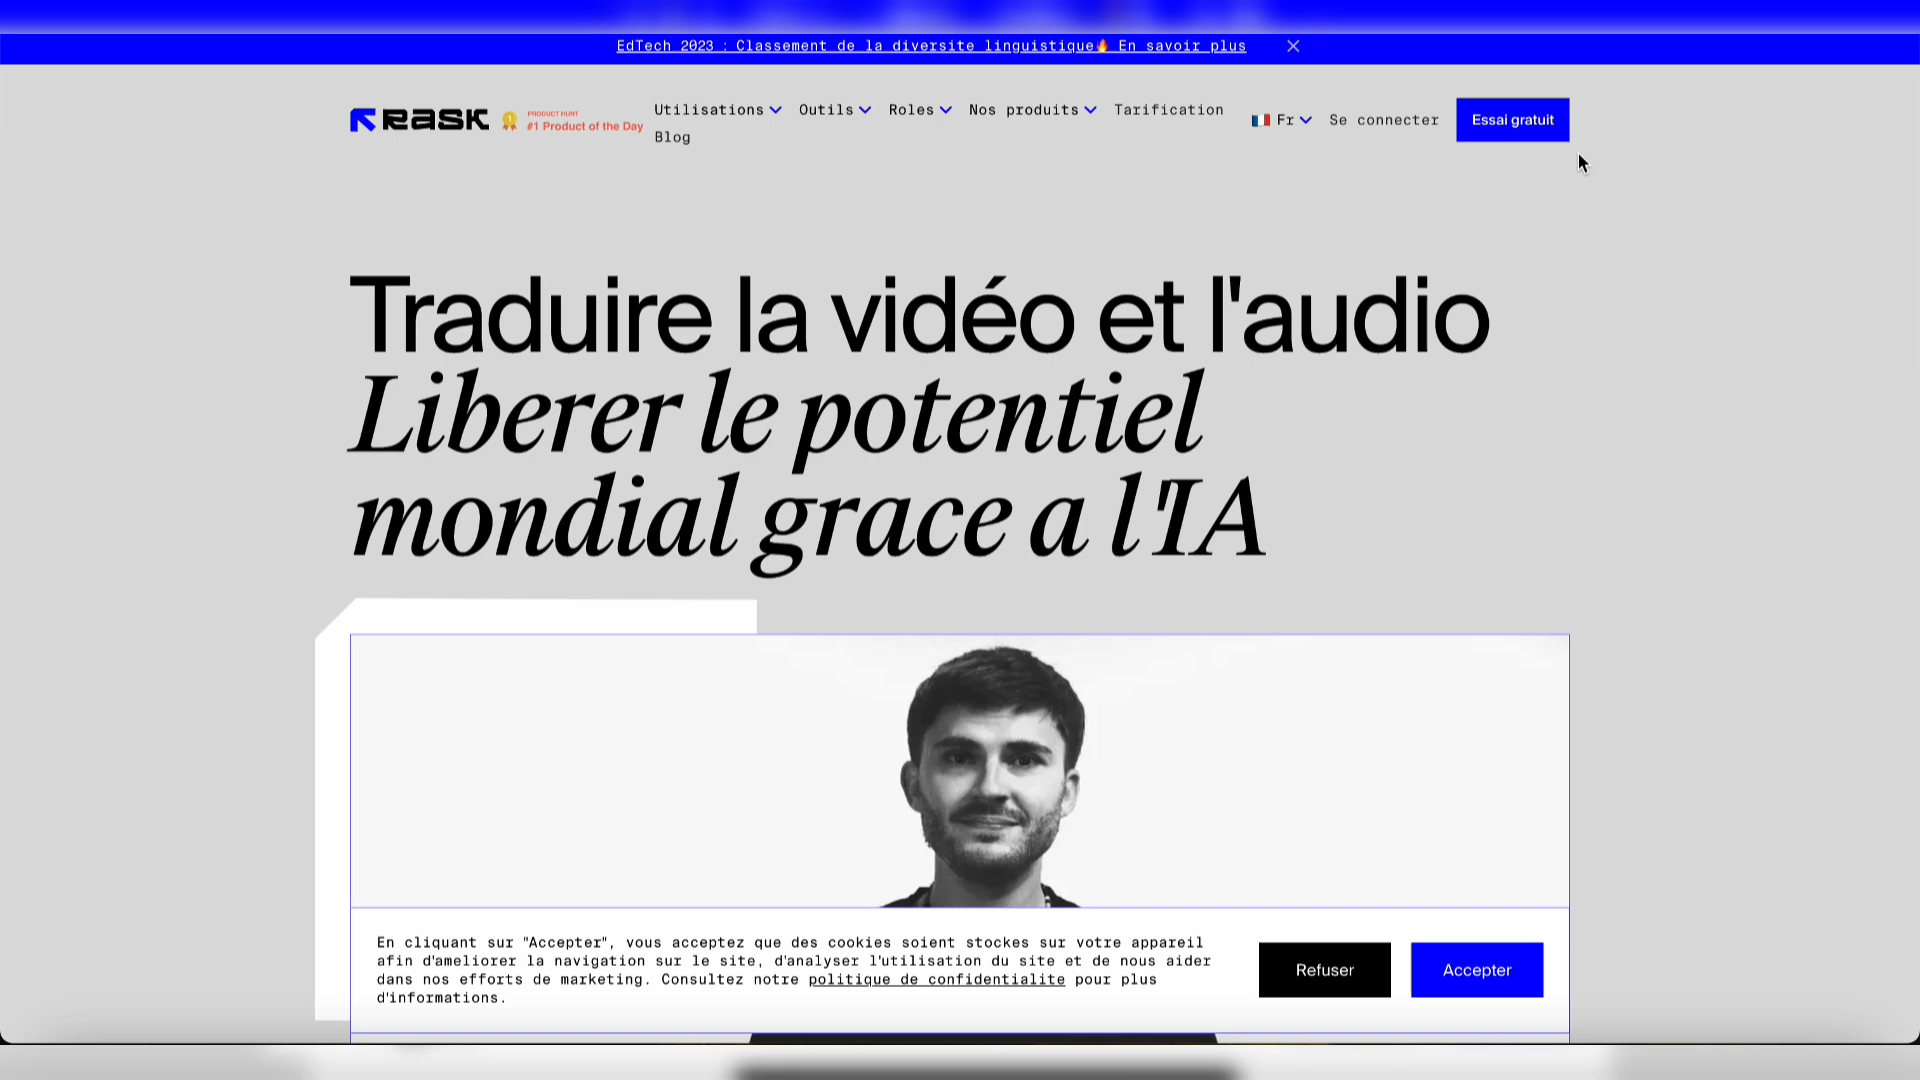 EdTech 2023 : Classement de la diversite linguistique🔥 En savoir plus
Rask
PRODUCT HUNT
#1 Product of the Day
Utilisations Outils Roles Nos produits Tarification
Blog
Fr Se connecter Essai gratuit
Traduire la vidéo et l'audio
Liberer le potentiel
mondial grace a l'IA
En cliquant sur "Accepter", vous acceptez que des cookies soient stockes sur votre appareil
afin d'ameliorer la navigation sur le site, d'analyser l'utilisation du site et de nous aider
dans nos efforts de marketing. Consultez notre politique de confidentialite pour plus
d'informations.
Refuser
Accepter